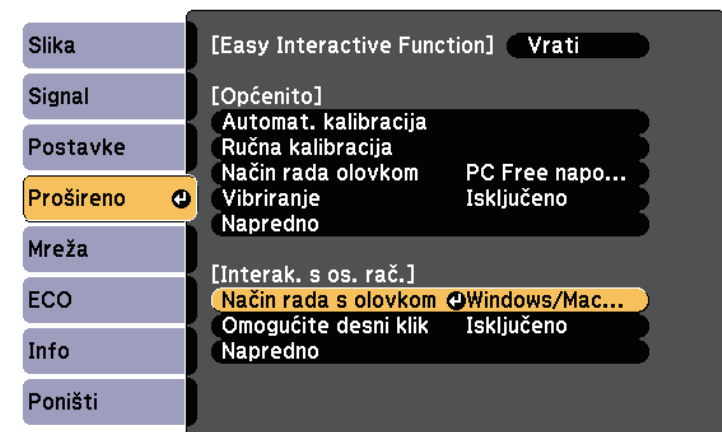 Slika
Signal
Postavke
Prošireno
Mreža
ECO
Info
Poništi
[Easy Interactive Function] Vrati
[Općenito]
Automat. kalibracija
Ručna kalibracija
Način rada olovkom PC Free napo...
Vibriranje Isključeno
Napredno
[Interak. s os. rač.]
Način rada s olovkom Windows/Mac...
Omogućite desni klik Isključeno
Napredno